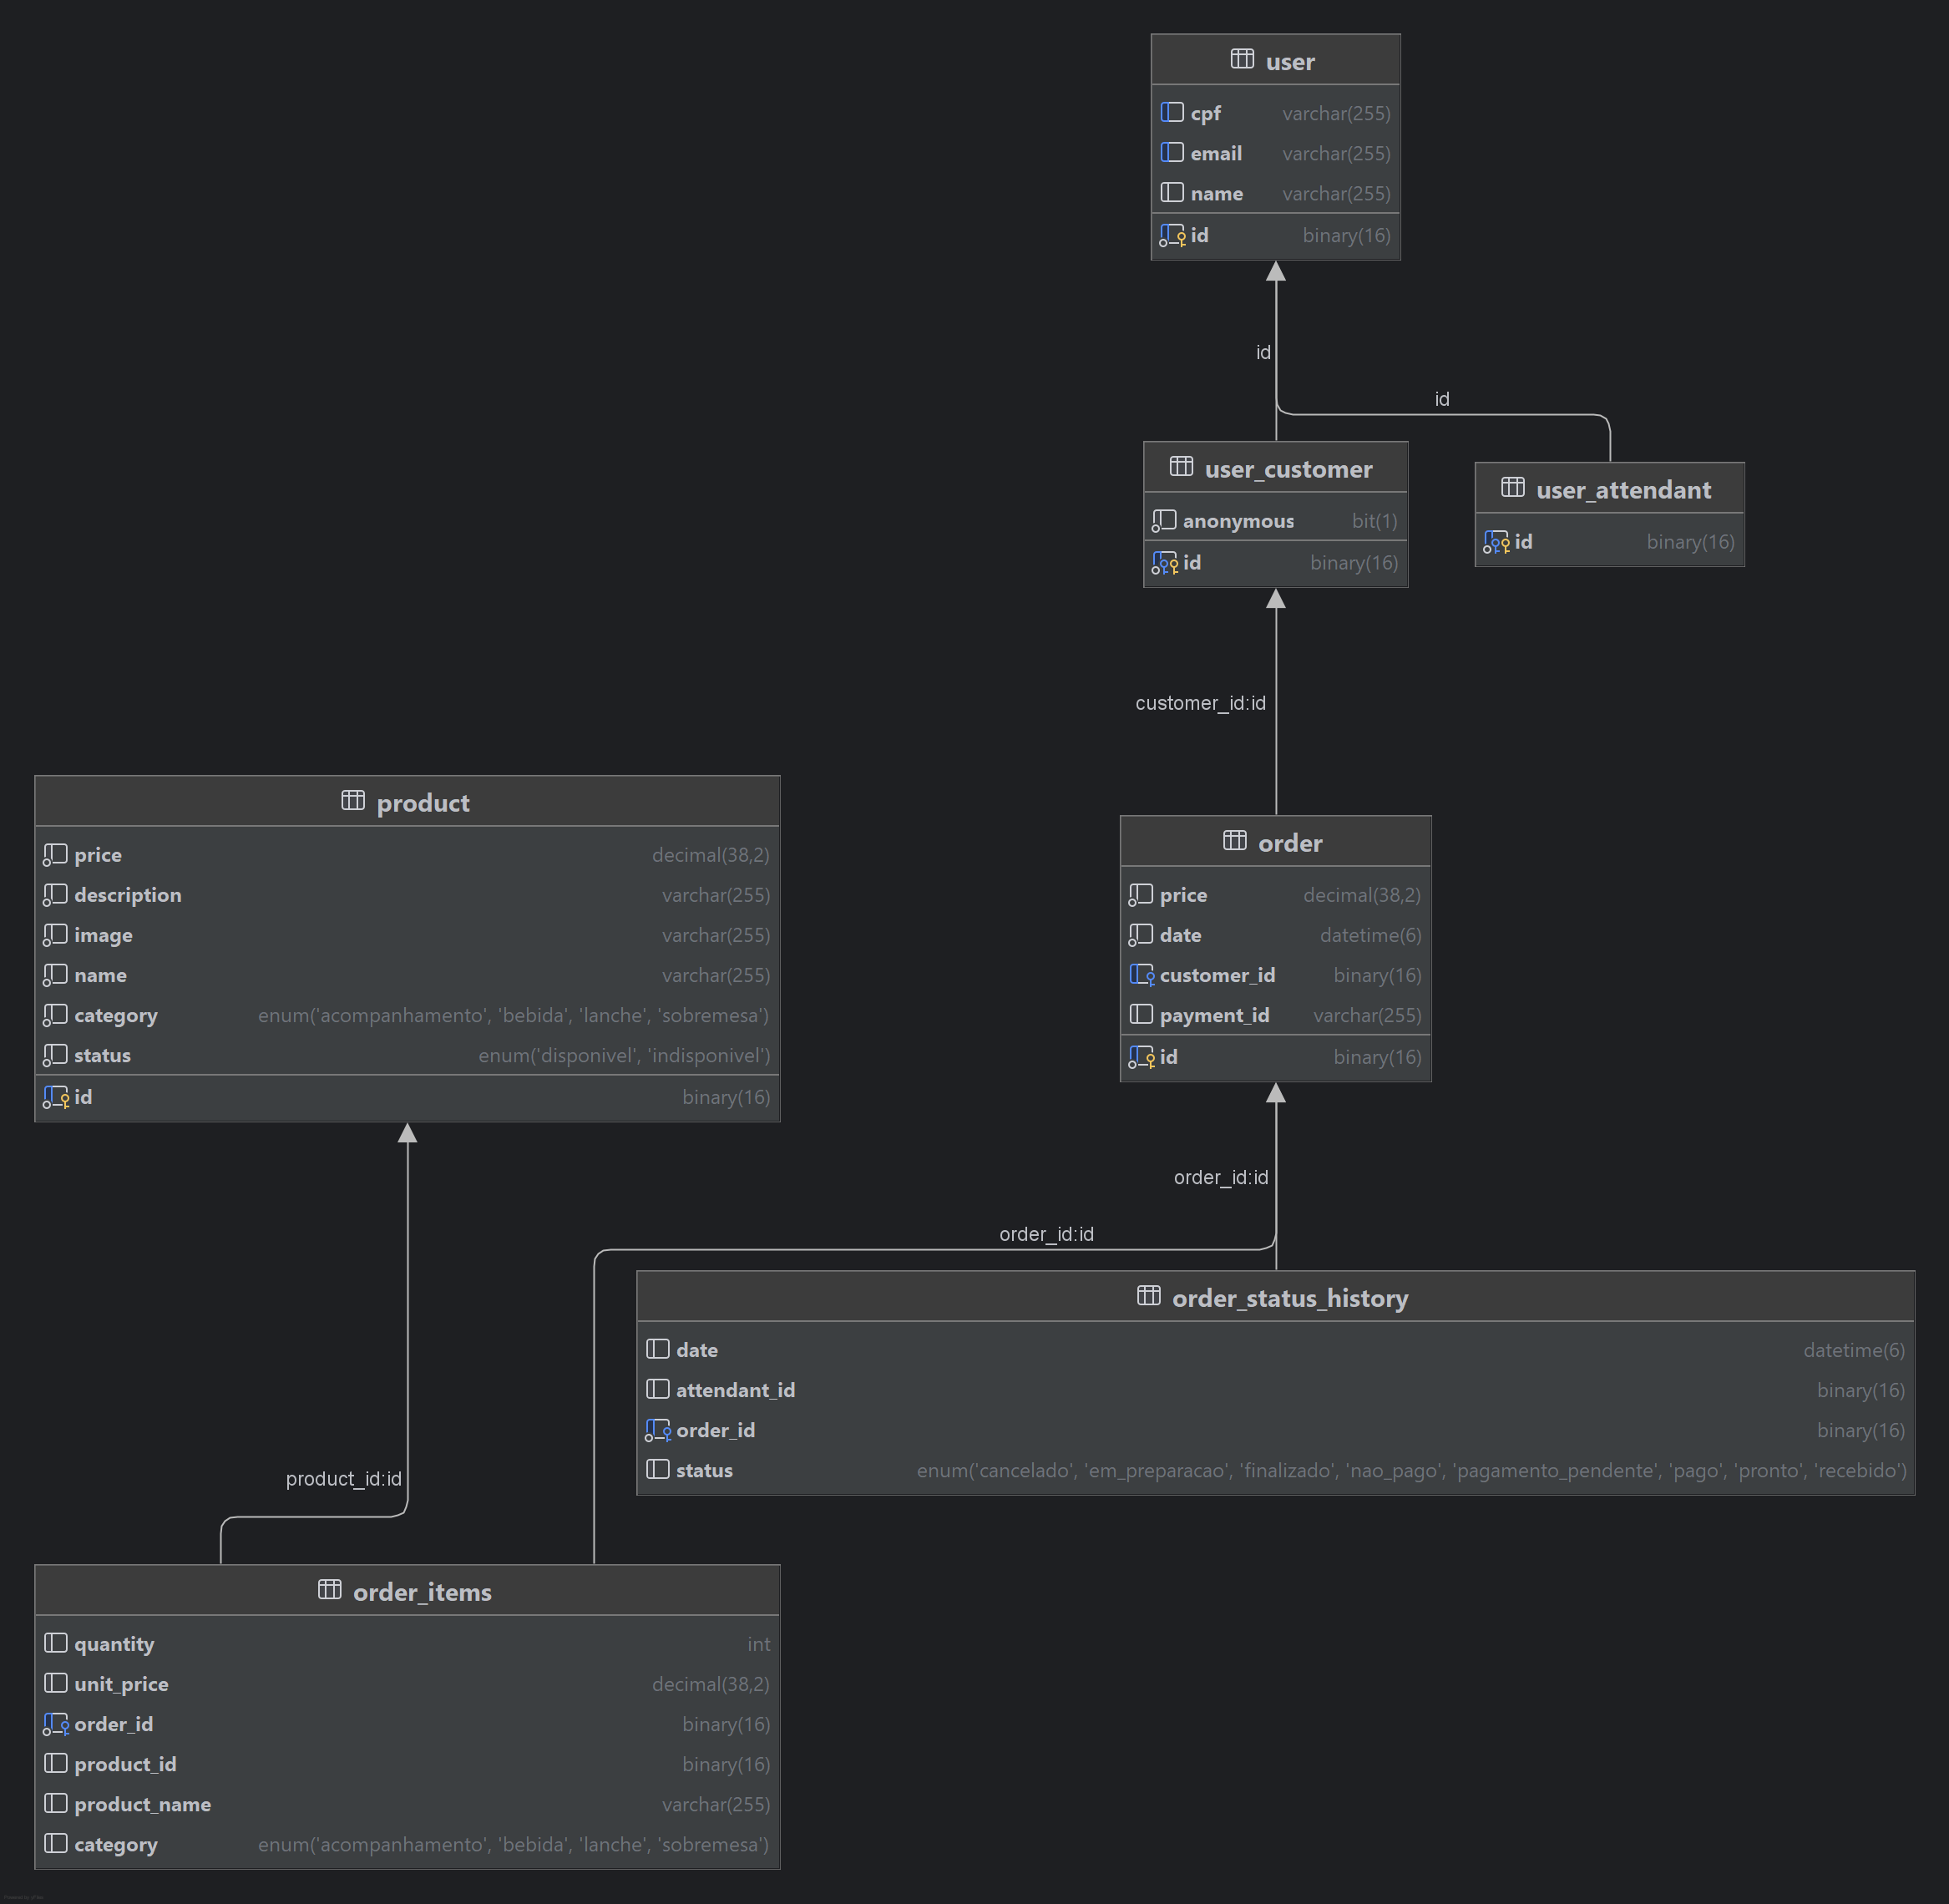 user
cpf varchar(255)
email varchar(255)
name varchar(255)
id binary(16)
id
id
user_customer
anonymous bit(1)
id binary(16)
user_attendant
id binary(16)
customer_id:id
product
price decimal(38,2)
description varchar(255)
image varchar(255)
name varchar(255)
category enum('acompanhamento', 'bebida', 'lanche', 'sobremesa')
status enum('disponivel', 'indisponivel')
id binary(16)
order
price decimal(38,2)
date datetime(6)
customer_id binary(16)
payment_id varchar(255)
id binary(16)
order_id:id
order_id:id
order_status_history
date datetime(6)
attendant_id binary(16)
order_id binary(16)
status enum('cancelado', 'em_preparacao', 'finalizado', 'nao_pago', 'pagamento_pendente', 'pago', 'pronto', 'recebido')
product_id:id
order_items
quantity int
unit_price decimal(38,2)
order_id binary(16)
product_id binary(16)
product_name varchar(255)
category enum('acompanhamento', 'bebida', 'lanche', 'sobremesa')